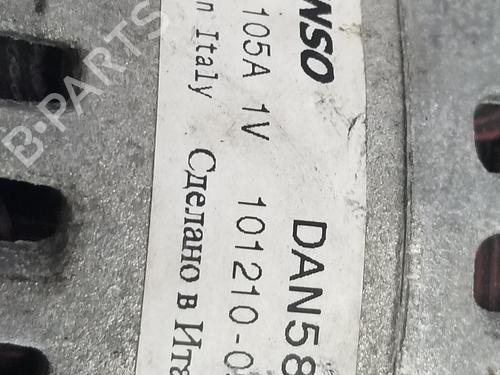 NSO
DAN58
105A 1V
101210-0
n Italy
Сделано в Ита
B-PARTS